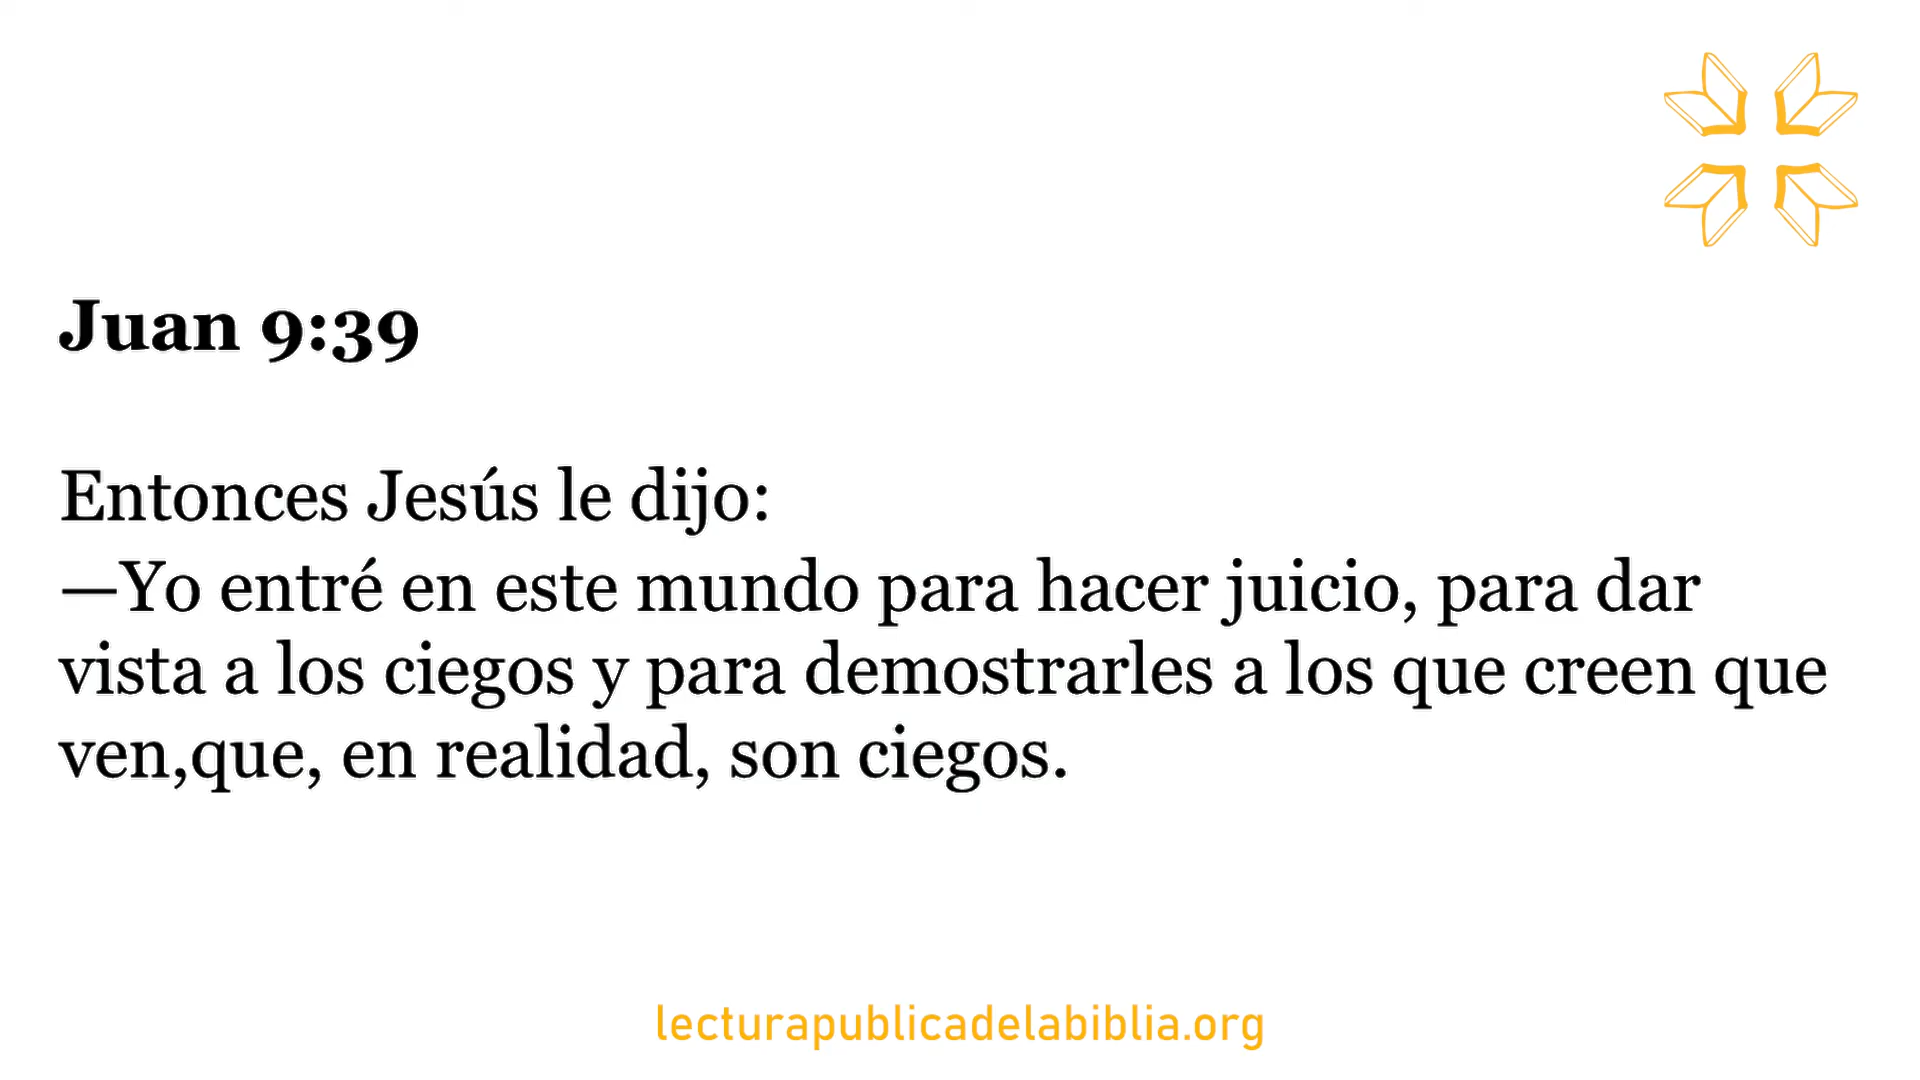 Juan 9:39
Entonces Jesús le dijo:
—Yo entré en este mundo para hacer juicio, para dar
vista a los ciegos y para demostrarles a los que creen que
ven,que, en realidad, son ciegos.
lecturapublicadelabiblia.org